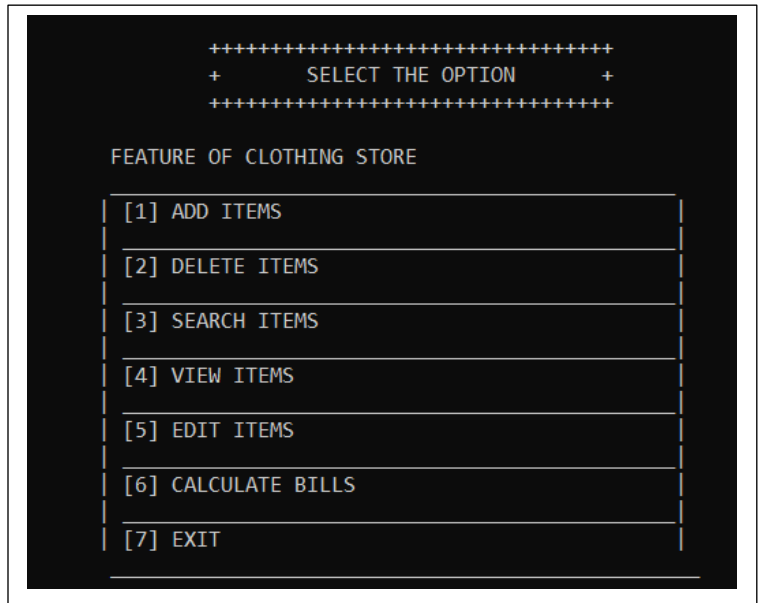 +++++++++++++++++++++++++++++++++
+ SELECT THE OPTION +
+++++++++++++++++++++++++++++++++
FEATURE OF CLOTHING STORE
[1] ADD ITEMS
[2] DELETE ITEMS
[3] SEARCH ITEMS
[4] VIEW ITEMS
[5] EDIT ITEMS
[6] CALCULATE BILLS
[7] EXIT